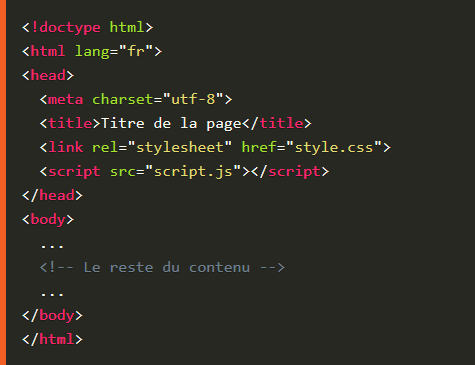 <!doctype html>
<html lang="fr">
<head>
  <meta charset="utf-8">
  <title>Titre de la page</title>
  <link rel="stylesheet" href="style.css">
  <script src="script.js"></script>
</head>
<body>
  ...
  <!-- Le reste du contenu -->
  ...
</body>
</html>